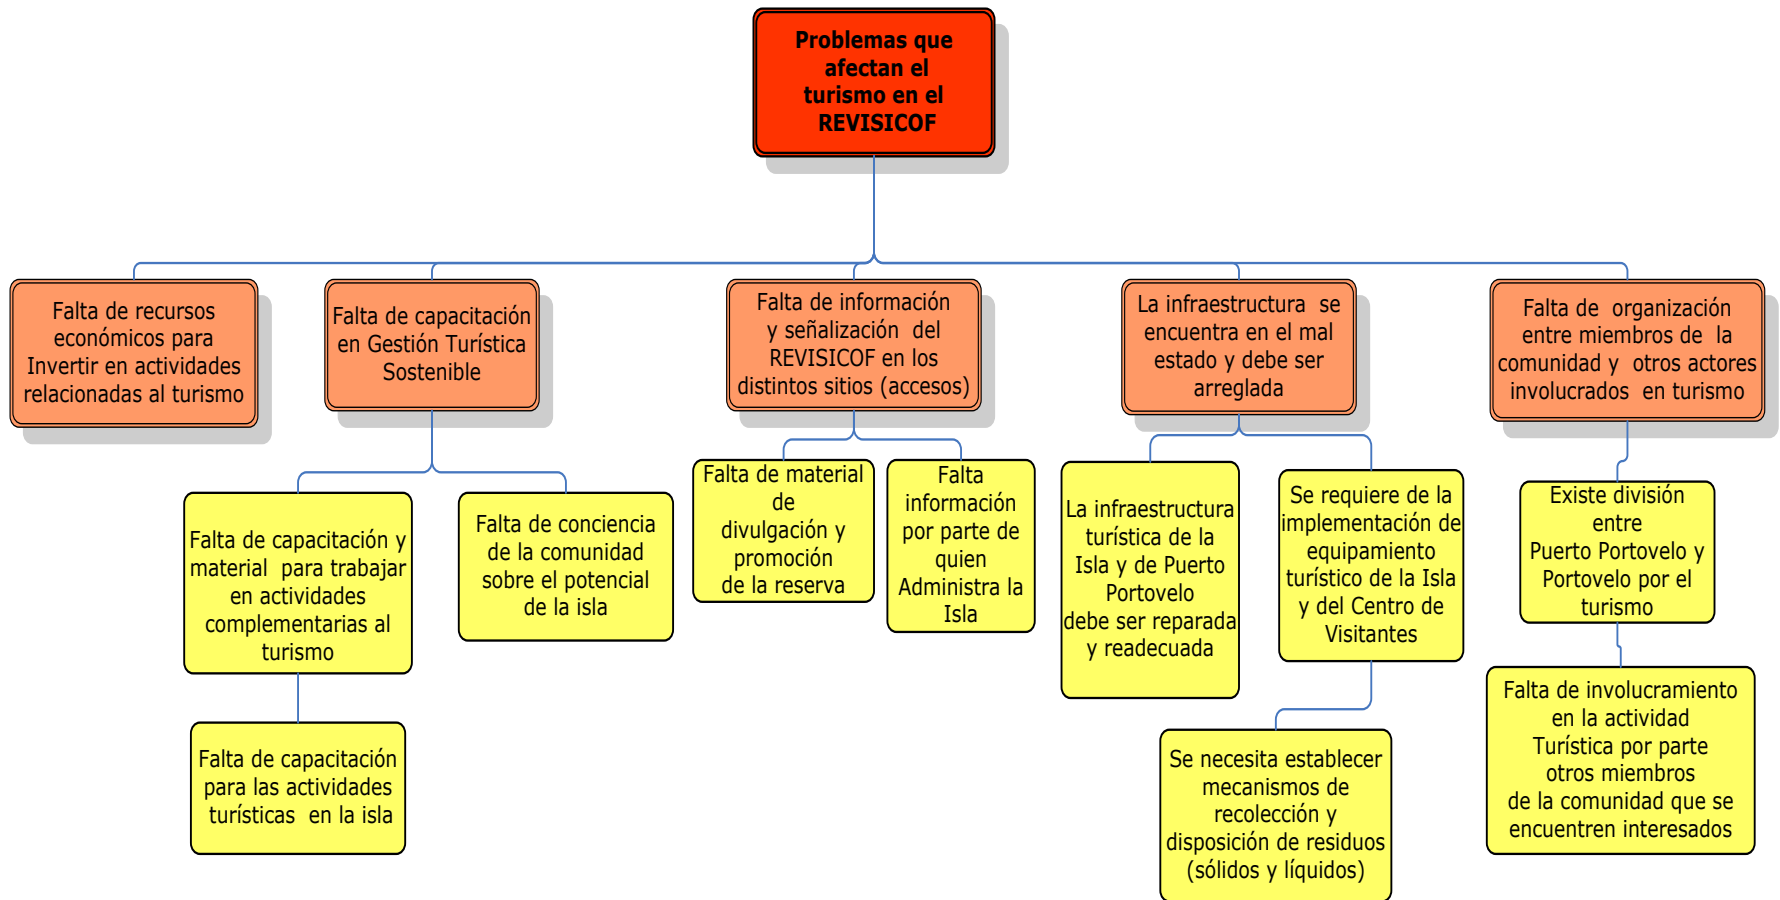 Problemas que
afectan el
turismo en el
REVISICOF
Falta de recursos
económicos para
Invertir en actividades
relacionadas al turismo
Falta de capacitación
en Gestión Turística
Sostenible
Falta de información
y señalización del
REVISICOF en los
distintos sitios (accesos)
La infraestructura se
encuentra en el mal
estado y debe ser
arreglada
Falta de organización
entre miembros de la
comunidad y otros actores
involucrados en turismo
Falta de capacitación y
material para trabajar
en actividades
complementarias al
turismo
Falta de conciencia
de la comunidad
sobre el potencial
de la isla
Falta de material
de
divulgación y
promoción
de la reserva
Falta
información
por parte de
quien
Administra la
Isla
La infraestructura
turística de la
Isla y de Puerto
Portovelo
debe ser reparada
y readecuada
Se requiere de la
implementación de
equipamiento
turístico de la Isla
y del Centro de
Visitantes
Existe división
entre
Puerto Portovelo y
Portovelo por el
turismo
Falta de capacitación
para las actividades
turísticas en la isla
Se necesita establecer
mecanismos de
recolección y
disposición de residuos
(sólidos y líquidos)
Falta de involucramiento
en la actividad
Turística por parte
otros miembros
de la comunidad que se
encuentren interesados